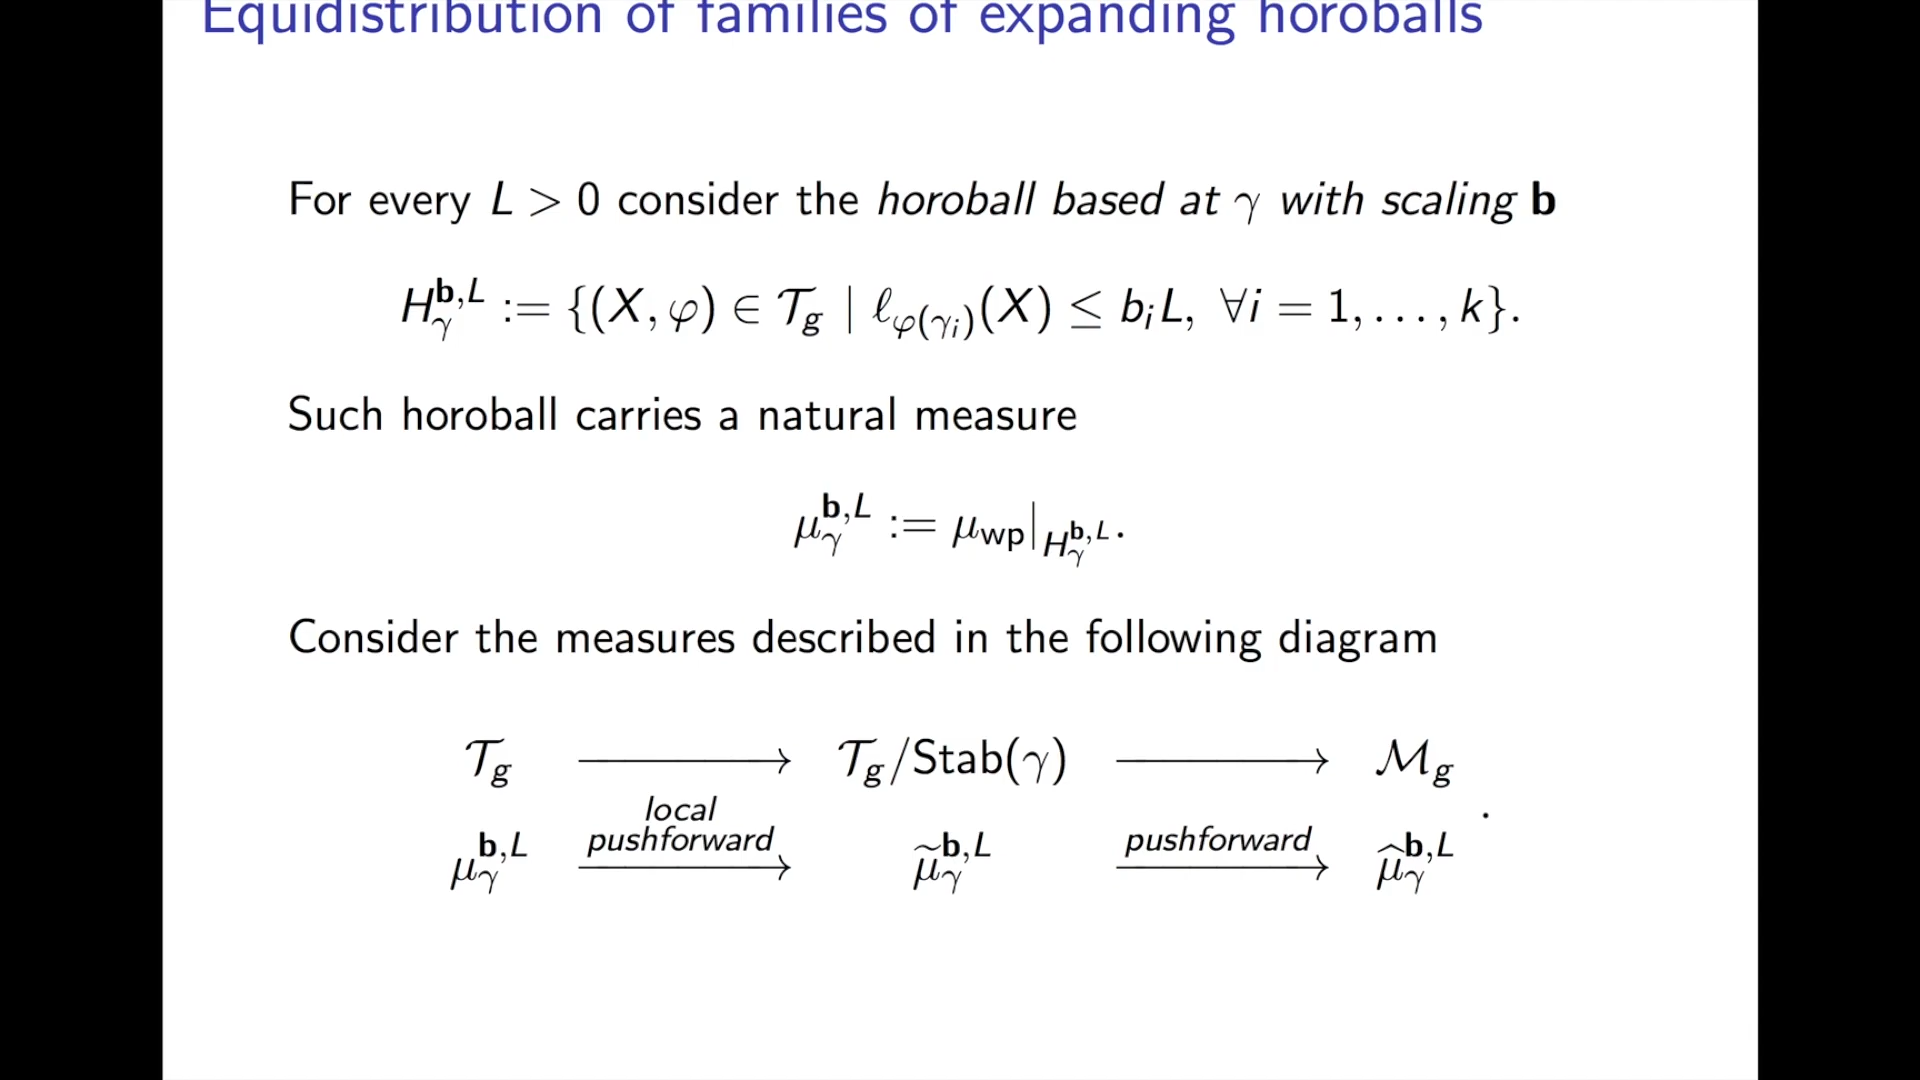 Equidistribution of families of expanding horoballs
For every L > 0 consider the horoball based at γ with scaling b
H_γ^{b,L} := {(X, φ) ∈ 𝒯_g | ℓ_{φ(γ_i)}(X) ≤ b_i L, ∀i = 1, . . . , k}.
Such horoball carries a natural measure
μ_γ^{b,L} := μ_wp|_{H_γ^{b,L}}.
Consider the measures described in the following diagram
𝒯_g ⟶ 𝒯_g/Stab(γ) ⟶ ℳ_g
local
pushforward pushforward .
μ_γ^{b,L} ⟶ μ̃_γ^{b,L} ⟶ μ̂_γ^{b,L}